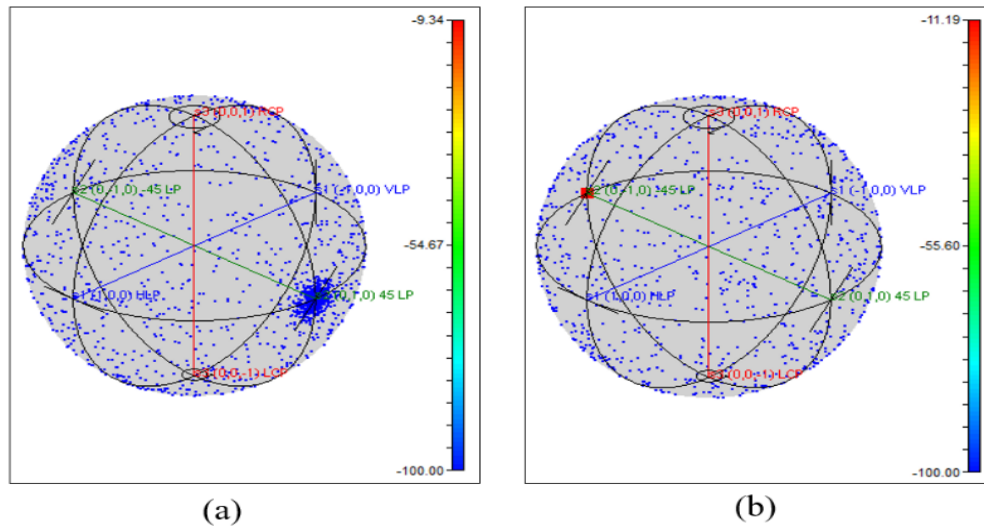 -9.34
s3 (0,0,1) RCP
s2 (0,-1,0) -45 LP
s1 (-1,0,0) VLP
-54.67
s1 (1,0,0) HLP
s2 (0,1,0) 45 LP
s3 (0,0,-1) LCP
-100.00
(a)
-11.19
s3 (0,0,1) RCP
s2 (0,-1,0) -45 LP
s1 (-1,0,0) VLP
-55.60
s1 (1,0,0) HLP
s2 (0,1,0) 45 LP
s3 (0,0,-1) LCP
-100.00
(b)